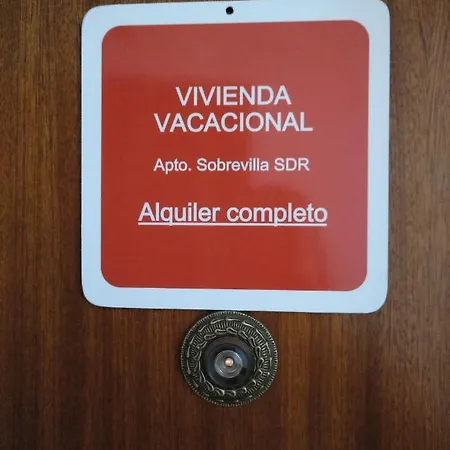 VIVIENDA
VACACIONAL
Apto. Sobrevilla SDR
Alquiler completo